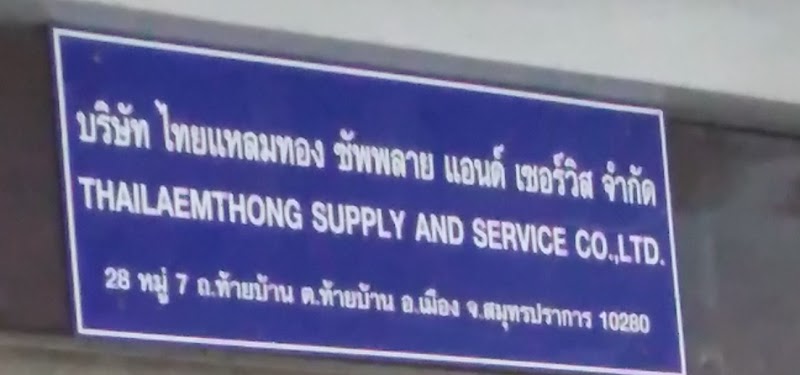 บริษัท ไทยแหลมทอง ซัพพลาย แอนด์ เซอร์วิส จำกัด
THAILAEMTHONG SUPPLY AND SERVICE CO.,LTD.
28 หมู่ 7 ถ.ท้ายบ้าน ต.ท้ายบ้าน อ.เมือง จ.สมุทรปราการ 10280